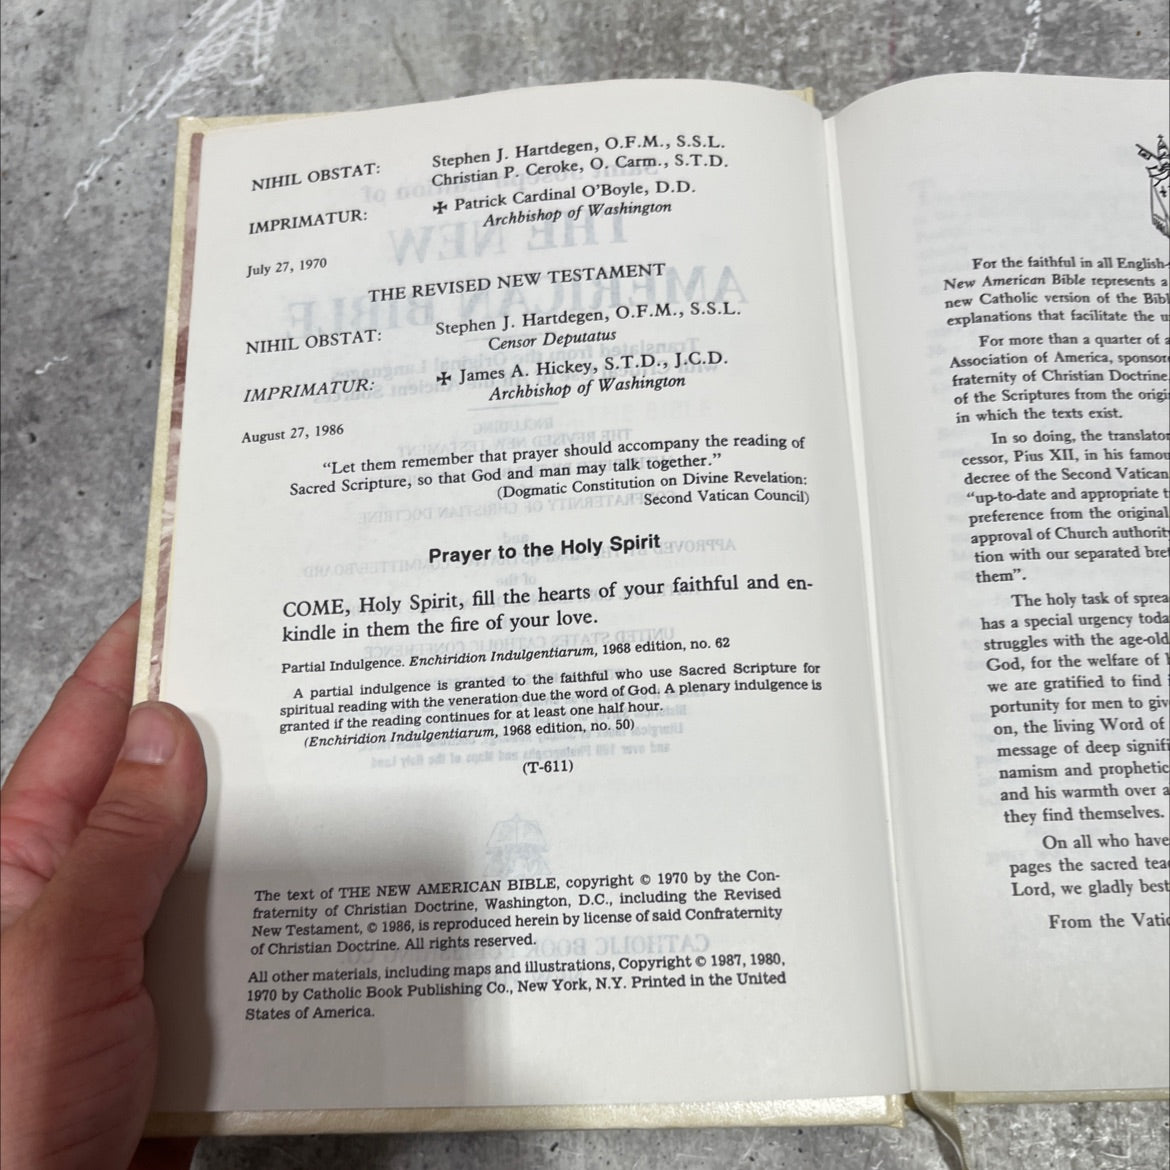 NIHIL OBSTAT:
Stephen J. Hartdegen, O.F.M., S.S.L.
Christian P. Ceroke, O. Carm., S.T.D.
IMPRIMATUR:
✠ Patrick Cardinal O'Boyle, D.D.
Archbishop of Washington
July 27, 1970
THE REVISED NEW TESTAMENT
NIHIL OBSTAT:
Stephen J. Hartdegen, O.F.M., S.S.L.
Censor Deputatus
IMPRIMATUR:
✠ James A. Hickey, S.T.D., J.C.D.
Archbishop of Washington
August 27, 1986
“Let them remember that prayer should accompany the reading of
Sacred Scripture, so that God and man may talk together.”
(Dogmatic Constitution on Divine Revelation:
Second Vatican Council)
Prayer to the Holy Spirit
COME, Holy Spirit, fill the hearts of your faithful and en-
kindle in them the fire of your love.
Partial Indulgence. Enchiridion Indulgentiarum, 1968 edition, no. 62
A partial indulgence is granted to the faithful who use Sacred Scripture for
spiritual reading with the veneration due the word of God. A plenary indulgence is
granted if the reading continues for at least one half hour.
(Enchiridion Indulgentiarum, 1968 edition, no. 50)
(T-611)
The text of THE NEW AMERICAN BIBLE, copyright © 1970 by the Con-
fraternity of Christian Doctrine, Washington, D.C., including the Revised
New Testament, © 1986, is reproduced herein by license of said Confraternity
of Christian Doctrine. All rights reserved.
All other materials, including maps and illustrations, Copyright © 1987, 1980,
1970 by Catholic Book Publishing Co., New York, N.Y. Printed in the United
States of America.
For the faithful in all English-
New American Bible represents a
new Catholic version of the Bibl
explanations that facilitate the u
For more than a quarter of a
Association of America, sponsor
fraternity of Christian Doctrine
of the Scriptures from the origi
in which the texts exist.
In so doing, the translator
cessor, Pius XII, in his famou
decree of the Second Vatican
“up-to-date and appropriate t
preference from the original
approval of Church authorit
tion with our separated bret
them”.
The holy task of sprea
has a special urgency toda
struggles with the age-old
God, for the welfare of
we are gratified to find
portunity for men to giv
on, the living Word of
message of deep signifi
namism and prophetic
and his warmth over a
they find themselves.
On all who have
pages the sacred tea
Lord, we gladly best
From the Vatic